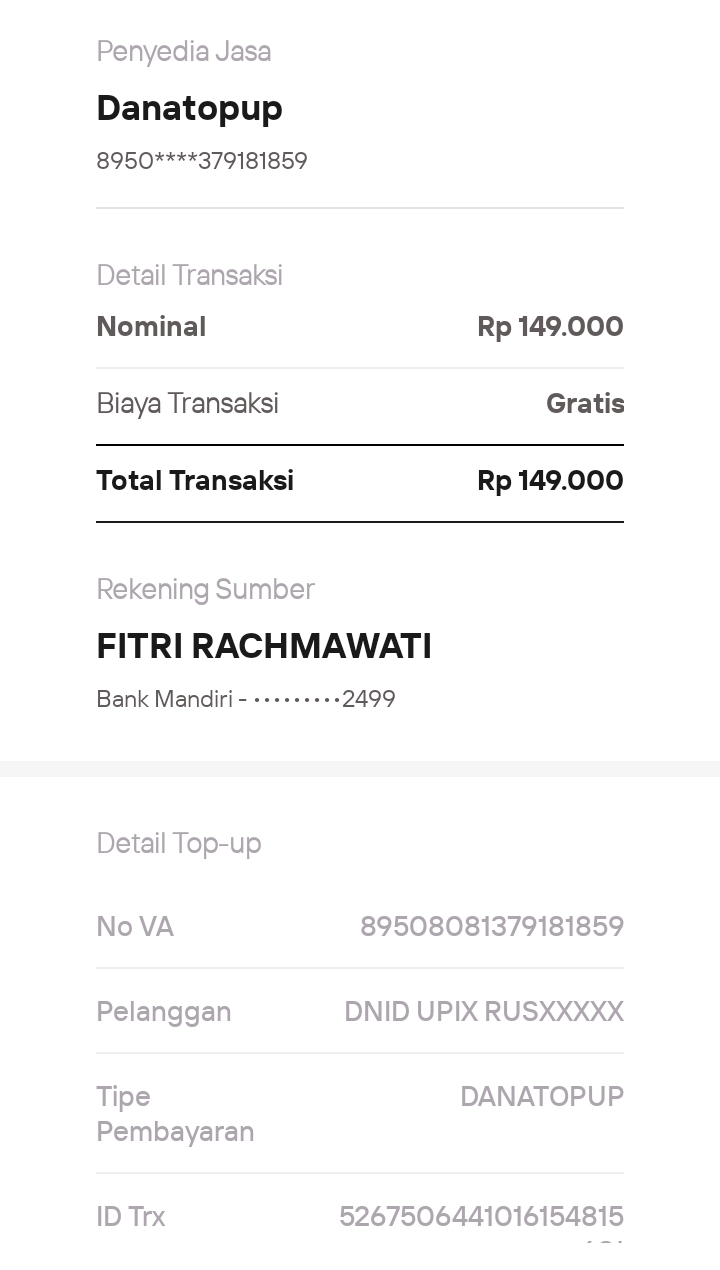 Penyedia Jasa
Danatopup
8950****379181859
Detail Transaksi
Nominal Rp 149.000
Biaya Transaksi Gratis
Total Transaksi Rp 149.000
Rekening Sumber
FITRI RACHMAWATI
Bank Mandiri - •••••••••2499
Detail Top-up
No VA 89508081379181859
Pelanggan DNID UPIX RUSXXXXX
Tipe DANATOPUP
Pembayaran
ID Trx 5267506441016154815